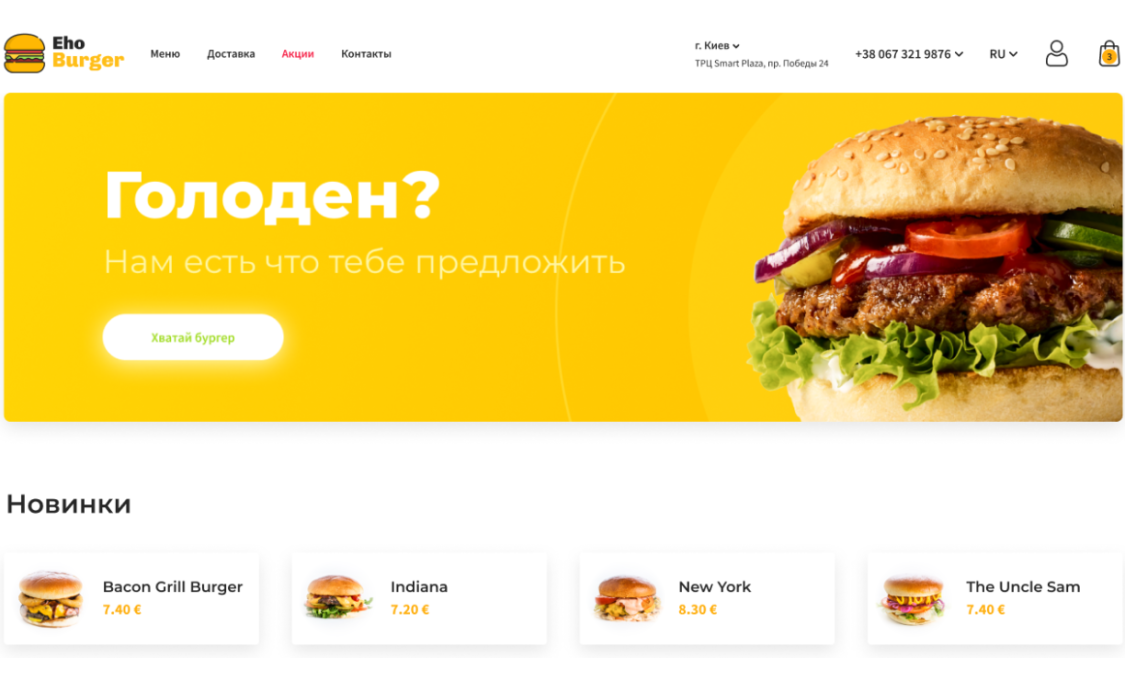 Eho
Burger
Меню
Доставка
Акции
Контакты
г. Киев
ТРЦ Smart Plaza, пр. Победы 24
+38 067 321 9876
RU
3
Голоден?
Нам есть что тебе предложить
Хватай бургер
Новинки
Bacon Grill Burger
7.40 €
Indiana
7.20 €
New York
8.30 €
The Uncle Sam
7.40 €